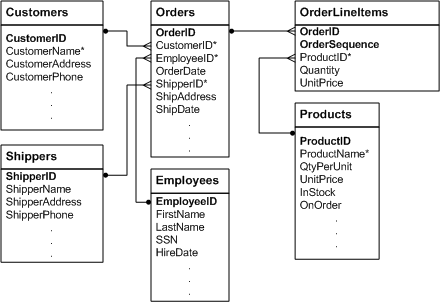 Customers
CustomerID
CustomerName*
CustomerAddress
CustomerPhone
.
.
.
Orders
OrderID
CustomerID*
EmployeeID*
OrderDate
ShipperID*
ShipAddress
ShipDate
.
.
.
OrderLineItems
OrderID
OrderSequence
ProductID*
Quantity
UnitPrice
Shippers
ShipperID
ShipperName
ShipperAddress
ShipperPhone
.
.
.
Employees
EmployeeID
FirstName
LastName
SSN
HireDate
.
.
.
Products
ProductID
ProductName*
QtyPerUnit
UnitPrice
InStock
OnOrder
.
.
.